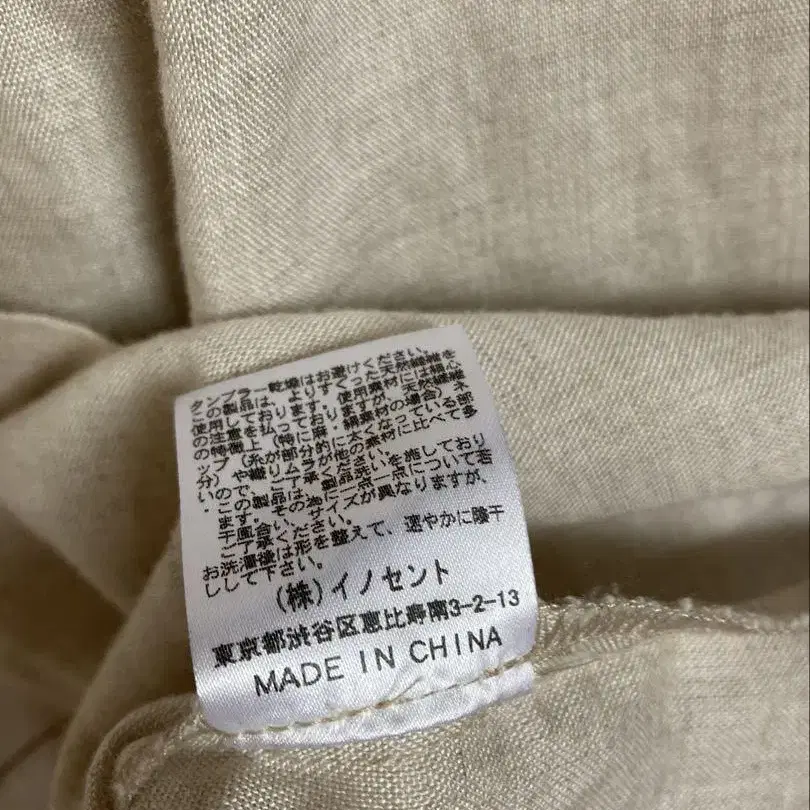 タンブラー乾燥はお避けください。
この製品は、よりすぐった天然繊維を
使用しております。使用素材には細心
の注意を払っておりますが、天然繊維
の特徴上（特に麻・絹素材の場合）ネ
ップ（糸が部分的に太くなっている部
分）や織りムラが他の素材に比べて多
い。ご了承ください。
この製品は製品洗いを施しており
ます。その為に一点一点について若
干風合い、サイズが異なりますが、
ご了承ください。
お洗濯後は形を整えて、速やかに陰干
しして下さい。
(株)イノセント
東京都渋谷区恵比寿南3-2-13
MADE IN CHINA